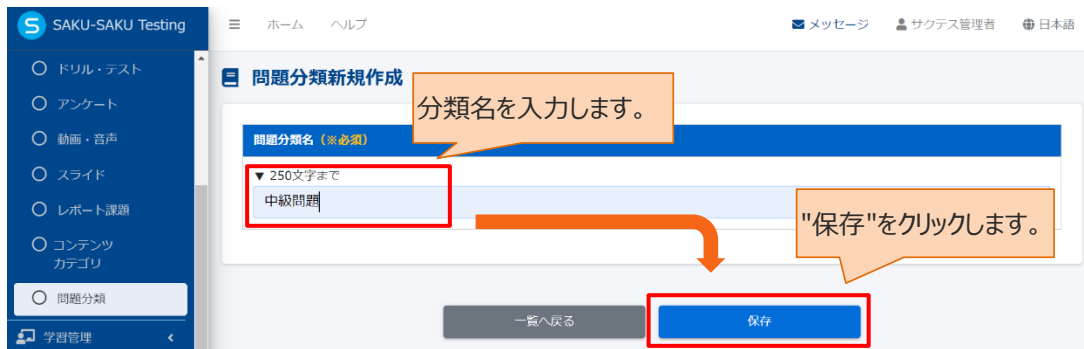 SAKU-SAKU Testing
ホーム ヘルプ
メッセージ サクテス管理者 日本語
ドリル・テスト
アンケート
動画・音声
スライド
レポート課題
コンテンツ
カテゴリ
問題分類
学習管理
問題分類新規作成
分類名を入力します。
問題分類名（※必須）
▼ 250文字まで
中級問題
"保存"をクリックします。
一覧へ戻る
保存